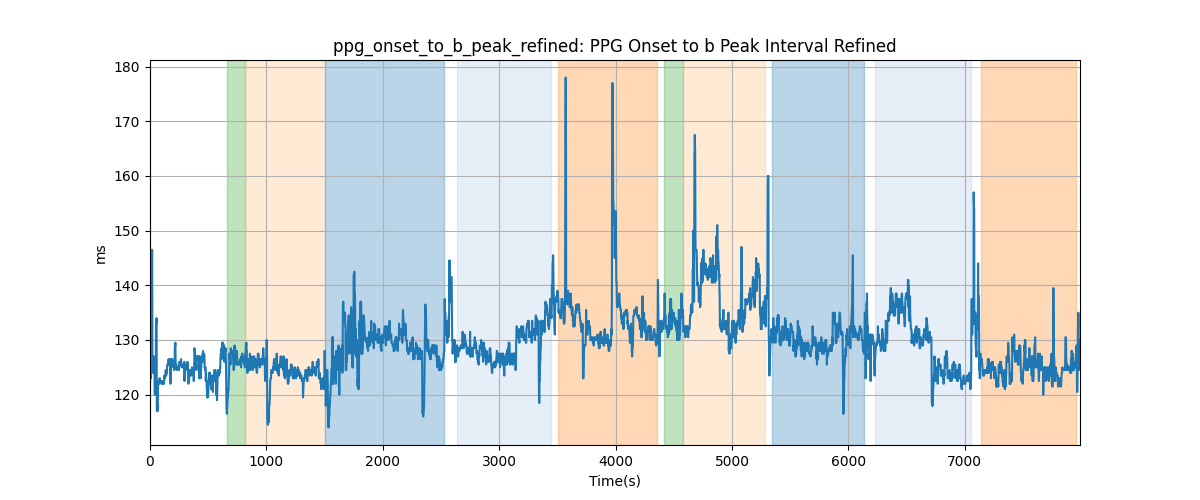 ppg_onset_to_b_peak_refined: PPG Onset to b Peak Interval Refined
180
170
160
150
140
130
120
ms
0 1000 2000 3000 4000 5000 6000 7000
Time(s)